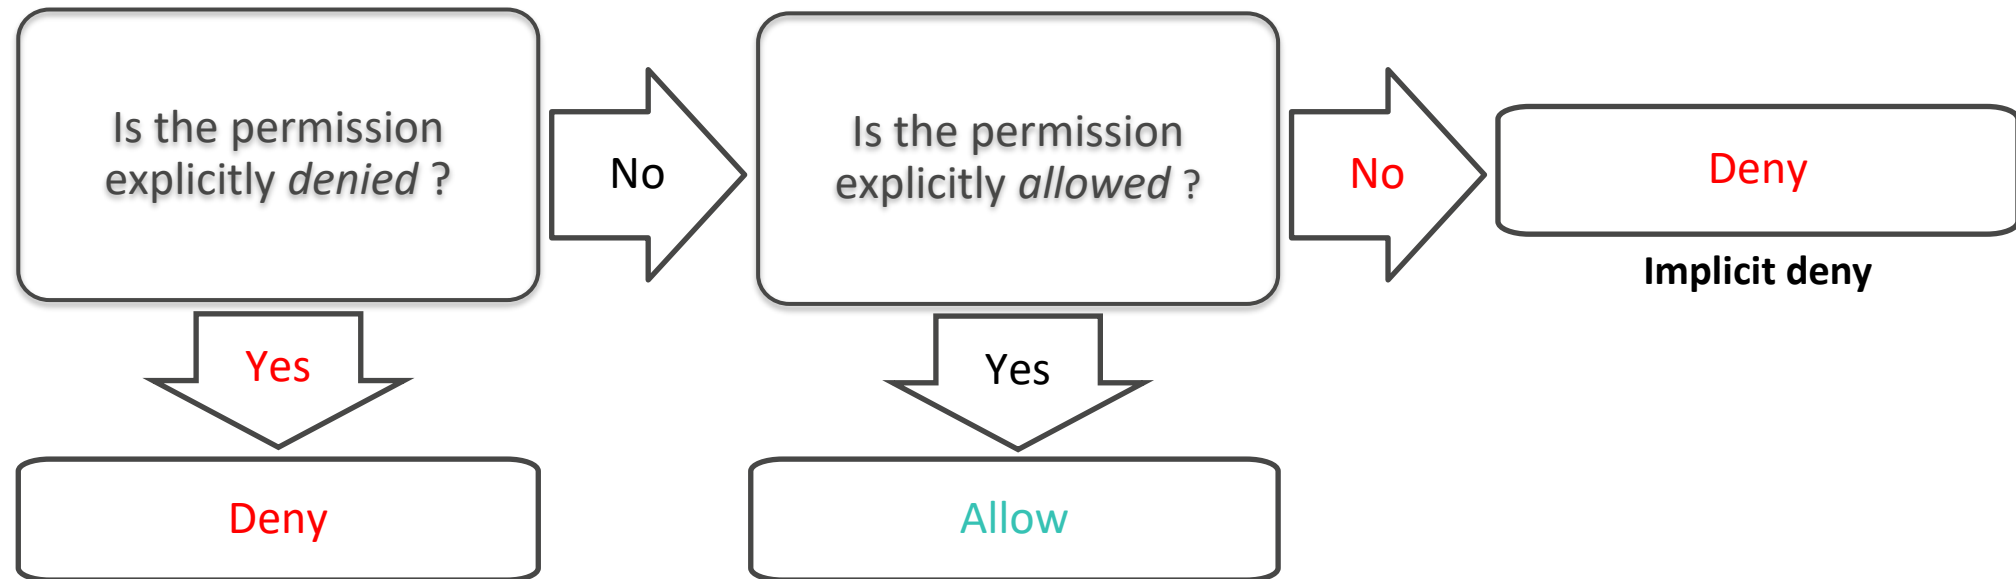 Is the permission
explicitly denied ?
No
Is the permission
explicitly allowed ?
No
Deny
Implicit deny
Yes
Yes
Deny
Allow